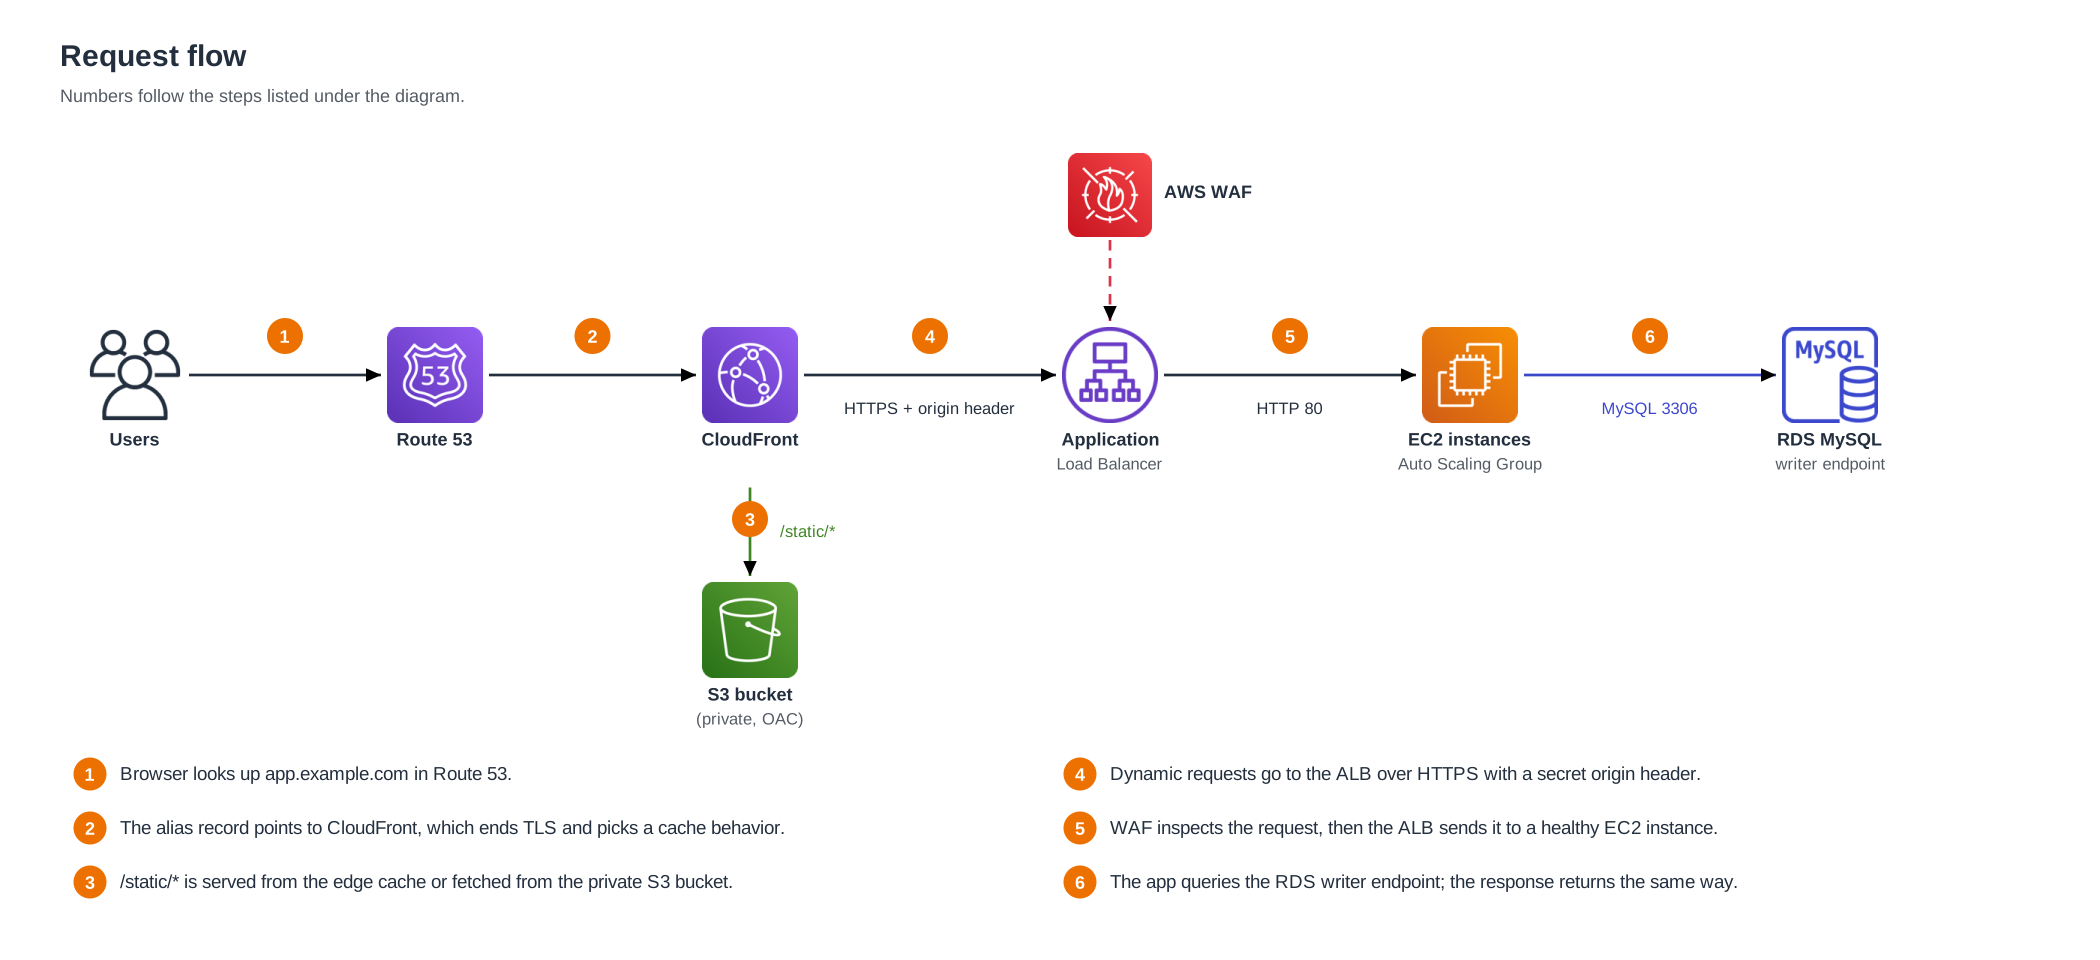 Request flow
Numbers follow the steps listed under the diagram.
AWS WAF
1
2
4
5
6
53
MySQL
HTTPS + origin header
HTTP 80
MySQL 3306
Users
Route 53
CloudFront
Application
Load Balancer
EC2 instances
Auto Scaling Group
RDS MySQL
writer endpoint
3
/static/*
S3 bucket
(private, OAC)
1 Browser looks up app.example.com in Route 53.
2 The alias record points to CloudFront, which ends TLS and picks a cache behavior.
3 /static/* is served from the edge cache or fetched from the private S3 bucket.
4 Dynamic requests go to the ALB over HTTPS with a secret origin header.
5 WAF inspects the request, then the ALB sends it to a healthy EC2 instance.
6 The app queries the RDS writer endpoint; the response returns the same way.